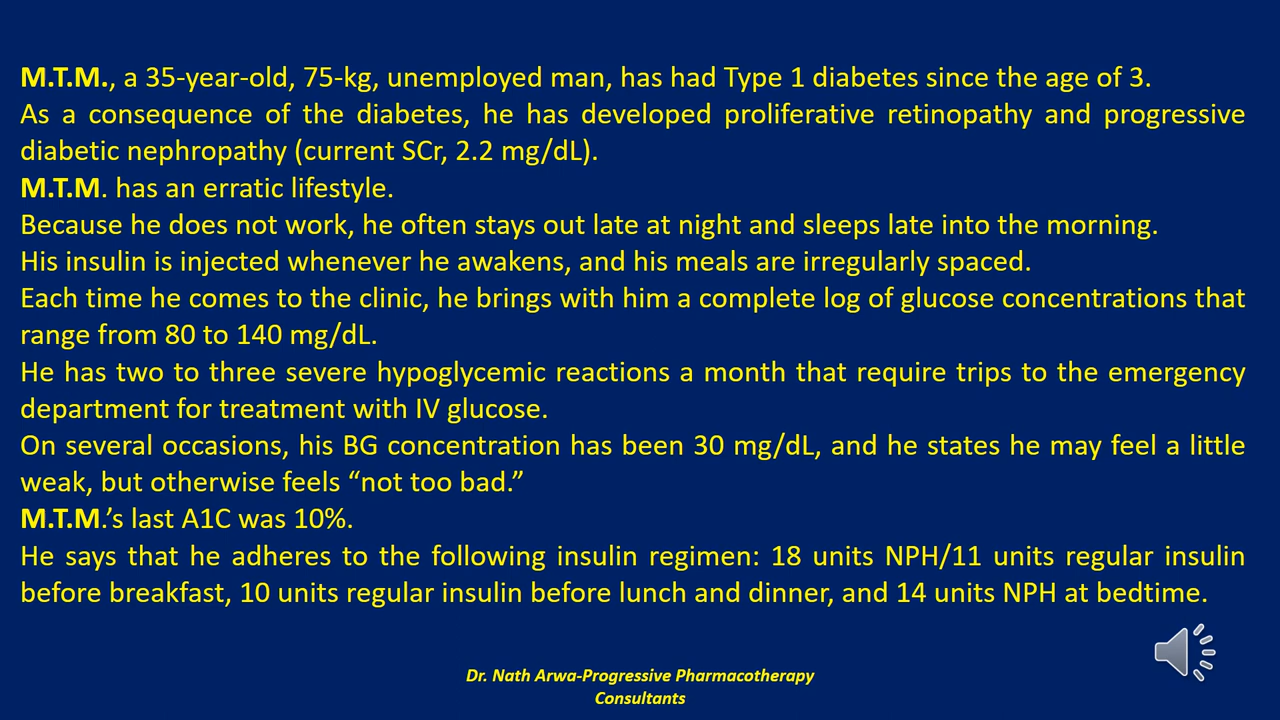 M.T.M., a 35-year-old, 75-kg, unemployed man, has had Type 1 diabetes since the age of 3.
As a consequence of the diabetes, he has developed proliferative retinopathy and progressive
diabetic nephropathy (current SCr, 2.2 mg/dL).
M.T.M. has an erratic lifestyle.
Because he does not work, he often stays out late at night and sleeps late into the morning.
His insulin is injected whenever he awakens, and his meals are irregularly spaced.
Each time he comes to the clinic, he brings with him a complete log of glucose concentrations that
range from 80 to 140 mg/dL.
He has two to three severe hypoglycemic reactions a month that require trips to the emergency
department for treatment with IV glucose.
On several occasions, his BG concentration has been 30 mg/dL, and he states he may feel a little
weak, but otherwise feels “not too bad.”
M.T.M.’s last A1C was 10%.
He says that he adheres to the following insulin regimen: 18 units NPH/11 units regular insulin
before breakfast, 10 units regular insulin before lunch and dinner, and 14 units NPH at bedtime.
Dr. Nath Arwa-Progressive Pharmacotherapy
Consultants